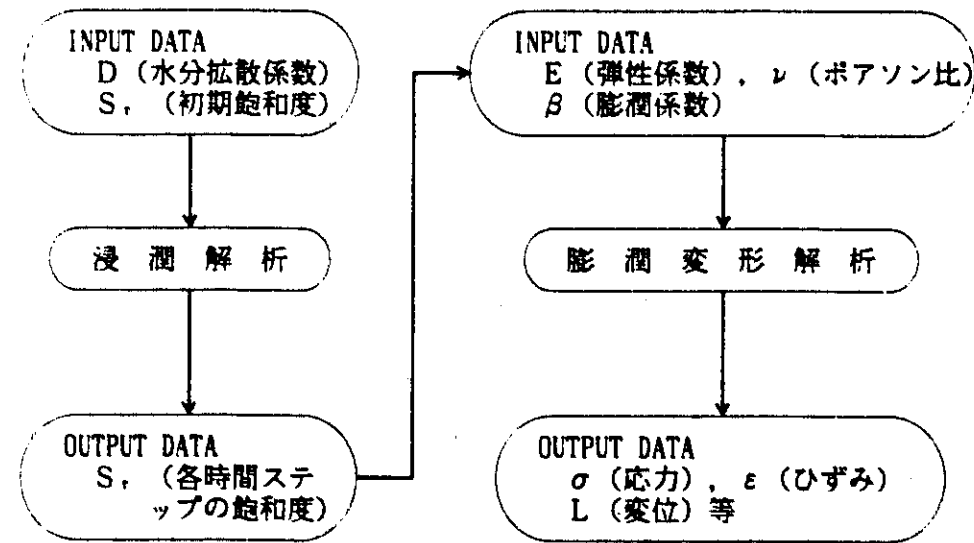 INPUT DATA
D（水分拡散係数）
Sr（初期飽和度）
浸潤解析
OUTPUT DATA
Sr（各時間ステ
ップの飽和度）
INPUT DATA
E（弾性係数）, ν（ポアソン比）
β（膨潤係数）
膨潤変形解析
OUTPUT DATA
σ（応力）, ε（ひずみ）
L（変位）等